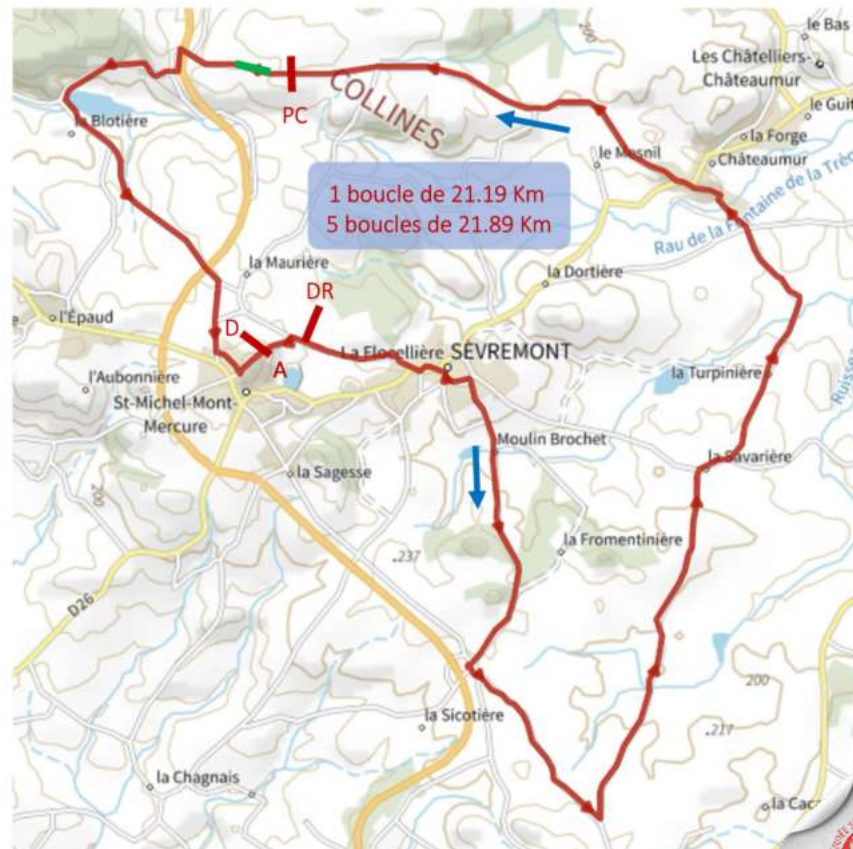 le Bas
200
Les Châtelliers-
Châteaumur
le Guit
PC
COLLINES
la Forge
la Blotière
le Mesnil
Châteaumur
1 boucle de 21.19 Km
5 boucles de 21.89 Km
Rau de la Fontaine de la Trèq
la Maurière
la Dortière
DR
l'Épaud
D
La Flocellière
SÈVREMONT
A
l'Aubonnière
la Turpinière
Ruissea
St-Michel-Mont-
Mercure
Moulin Brochet
la Savarière
la Sagesse
200
la Fromentinière
.237
D26
200
la Sicotière
.217
la Chagnais
la Cac